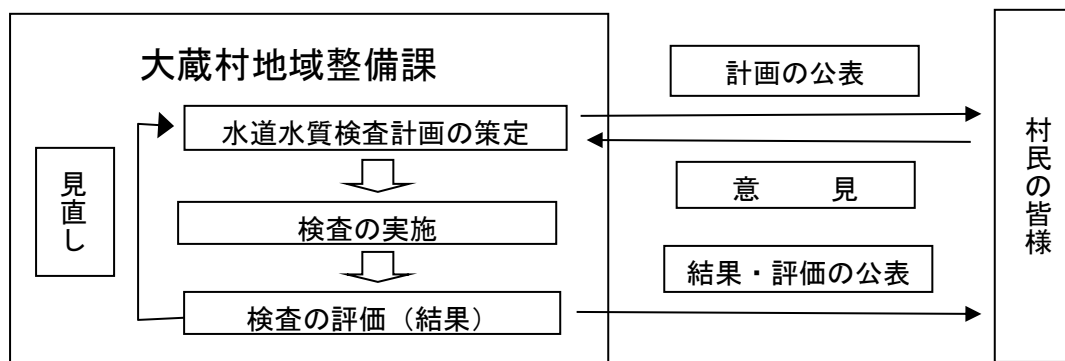 大蔵村地域整備課
水道水質検査計画の策定
検査の実施
検査の評価（結果）
見直し
計画の公表
意　　見
結果・評価の公表
村民の皆様